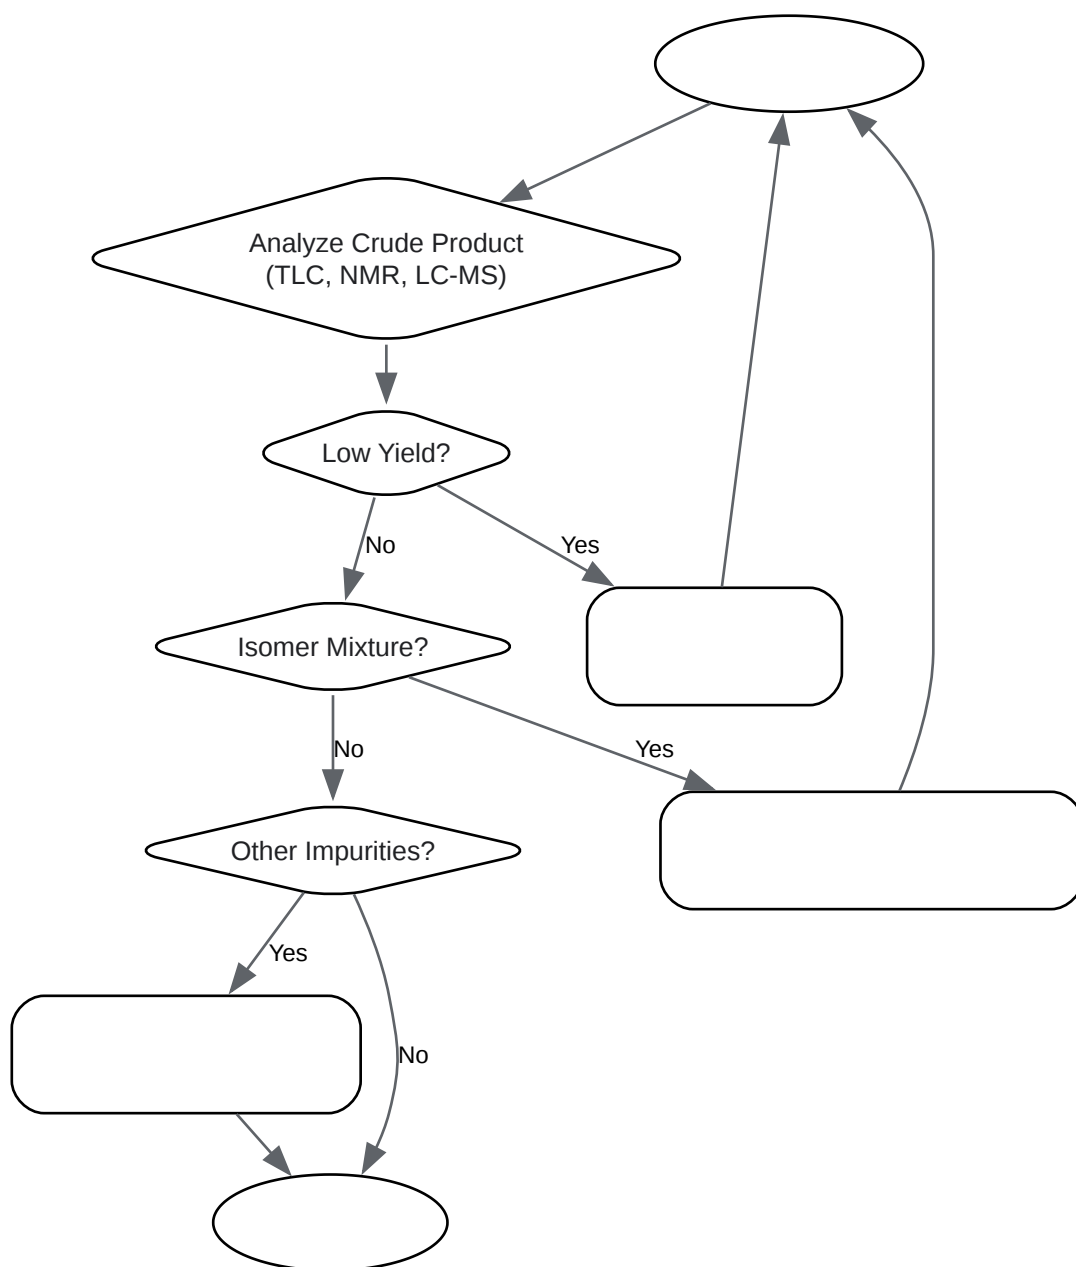 Analyze Crude Product
(TLC, NMR, LC-MS)
Low Yield?
No
Yes
Isomer Mixture?
No
Yes
Other Impurities?
Yes
No